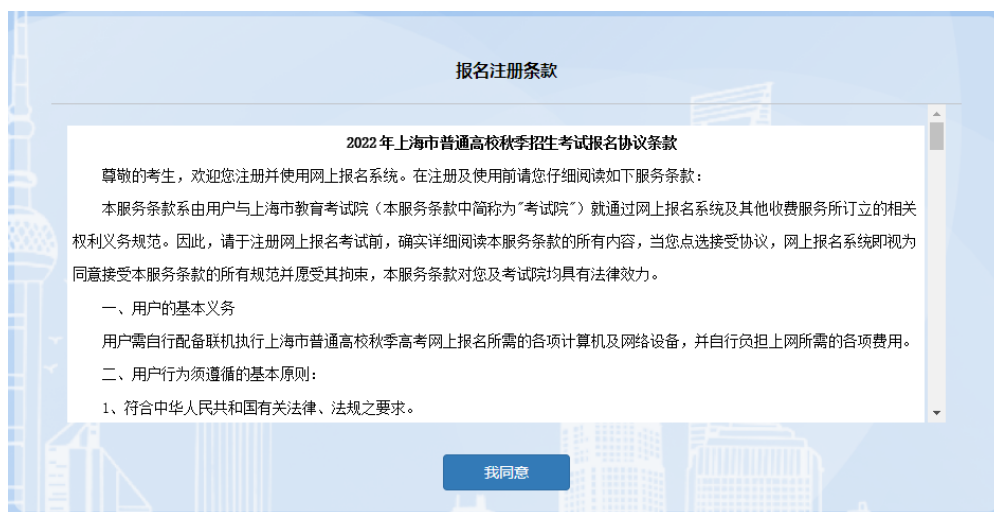 报名注册条款
2022年上海市普通高校秋季招生考试报名协议条款
尊敬的考生，欢迎您注册并使用网上报名系统。在注册及使用前请您仔细阅读如下服务条款：
本服务条款系由用户与上海市教育考试院（本服务条款中简称为"考试院"）就通过网上报名系统及其他收费服务所订立的相关
权利义务规范。因此，请于注册网上报名考试前，确实详细阅读本服务条款的所有内容，当您点选接受协议，网上报名系统即视为
同意接受本服务条款的所有规范并愿受其拘束，本服务条款对您及考试院均具有法律效力。
一、用户的基本义务
用户需自行配备联机执行上海市普通高校秋季高考网上报名所需的各项计算机及网络设备，并自行负担上网所需的各项费用。
二、用户行为须遵循的基本原则：
1、符合中华人民共和国有关法律、法规之要求。
我同意